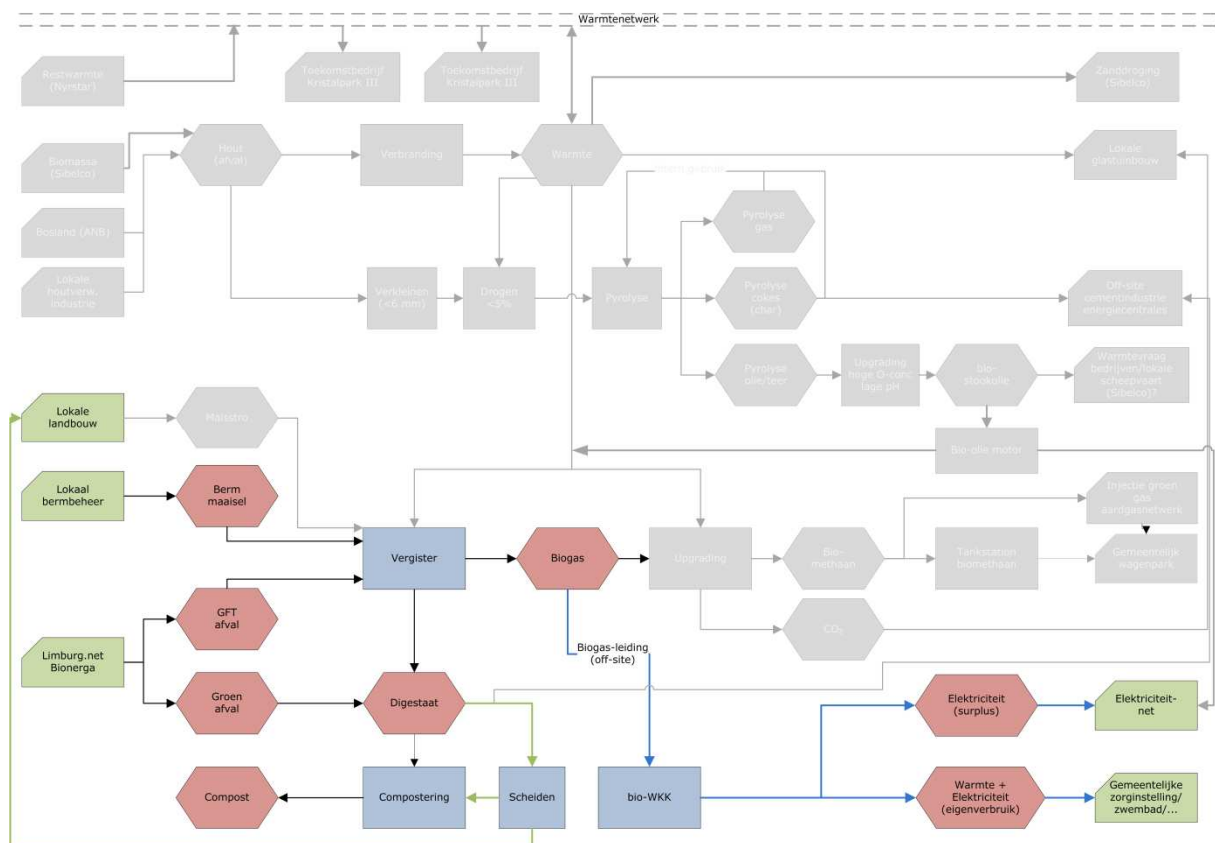 Warmtenetwerk
Restwarmte
(Nyrstar)
Toekomstbedrijf
Kristalpark III
Toekomstbedrijf
Kristalpark III
Zanddroging
(Sibelco)
Biomassa
(Sibelco)
Hout
(afval)
Verbranding
Warmte
Lokale
glastuinbouw
Bosland (ANB)
Pyrolyse
gas
Lokale
houtverw.
industrie
Verkleinen
(<6 mm)
Drogen
<5%
Pyrolyse
Pyrolyse
cokes
(char)
Off-site:
cementindustrie
energiecentrales
Pyrolyse
olie/teer
Upgrading
hoge O-conc
lage pH
bio-
stookolie
Warmtevraag
bedrijven/lokale
scheepvaart
(Sibelco)?
Lokale
landbouw
Maïsstro
Bio-olie motor
Lokaal
bermbeheer
Berm
maaisel
Injectie groen
gas
aardgasnetwerk
Vergister
Biogas
Upgrading
Bio-
methaan
Tankstation
biomethaan
Gemeentelijk
wagenpark
GFT
afval
CO₂
Limburg.net
Bionerga
Biogas-leiding
(off-site)
Groen
afval
Digestaat
Elektriciteit
(surplus)
Elektriciteit-
net
Compost
Compostering
Scheiden
bio-WKK
Warmte +
Elektriciteit
(eigenverbruik)
Gemeentelijke
zorginstelling/
zwembad/...